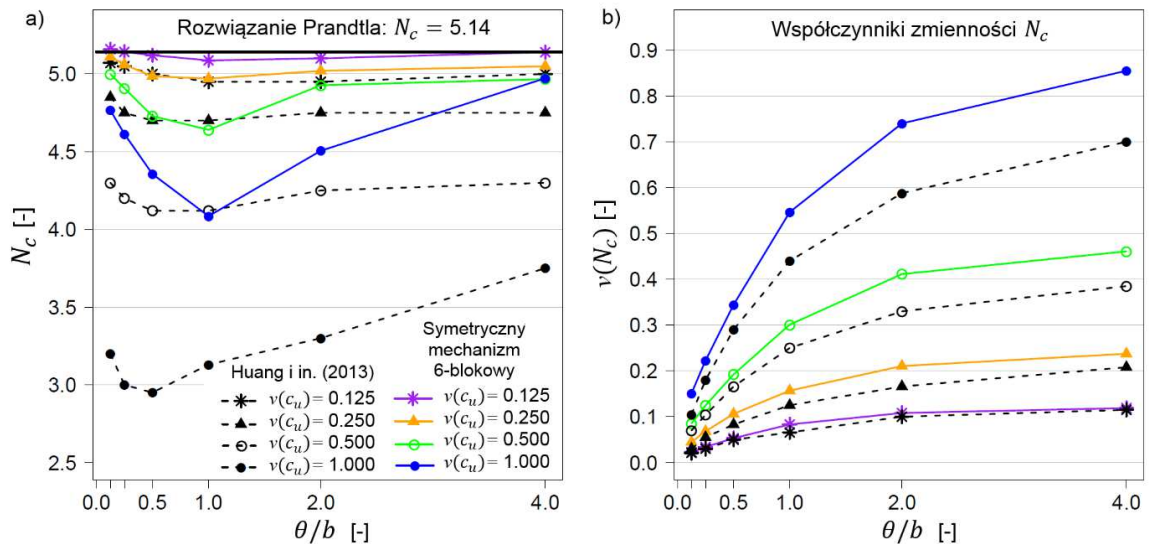 a)
Rozwiązanie Prandtla: N_c = 5.14
N_c [-]
5.0
4.5
4.0
3.5
3.0
2.5
Huang i in. (2013)
v(c_u) = 0.125
v(c_u) = 0.250
v(c_u) = 0.500
v(c_u) = 1.000
Symetryczny
mechanizm
6-blokowy
v(c_u) = 0.125
v(c_u) = 0.250
v(c_u) = 0.500
v(c_u) = 1.000
0.0 0.5 1.0 2.0 4.0
θ/b [-]
b)
Współczynniki zmienności N_c
v(N_c) [-]
0.9
0.8
0.7
0.6
0.5
0.4
0.3
0.2
0.1
0.0
0.0 0.5 1.0 2.0 4.0
θ/b [-]